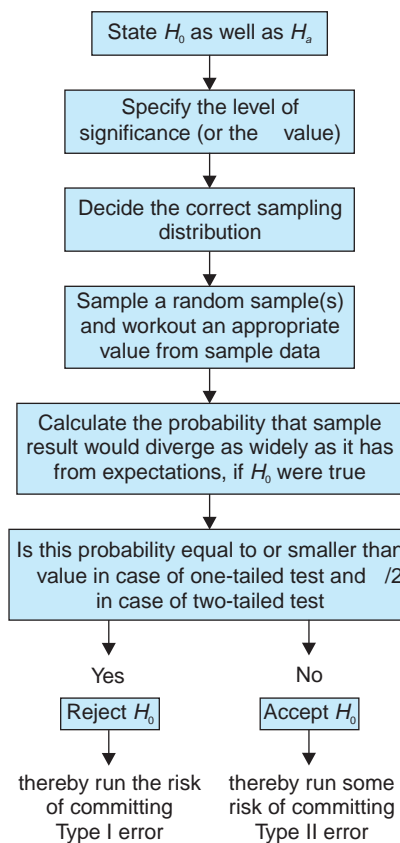 State H₀ as well as Hₐ
Specify the level of
significance (or the value)
Decide the correct sampling
distribution
Sample a random sample(s)
and workout an appropriate
value from sample data
Calculate the probability that sample
result would diverge as widely as it has
from expectations, if H₀ were true
Is this probability equal to or smaller than
value in case of one-tailed test and /2
in case of two-tailed test
Yes
No
Reject H₀
Accept H₀
thereby run the risk
of committing
Type I error
thereby run some
risk of committing
Type II error